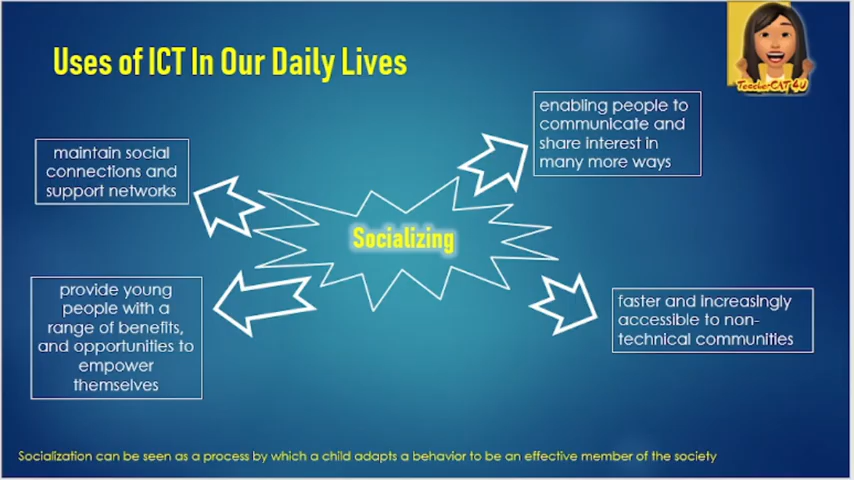 Uses of ICT In Our Daily Lives
TeacherCAT 4U
enabling people to
communicate and
share interest in
many more ways
maintain social
connections and
support networks
Socializing
provide young
people with a
range of benefits,
and opportunities to
empower
themselves
faster and increasingly
accessible to non-
technical communities
Socialization can be seen as a process by which a child adapts a behavior to be an effective member of the society